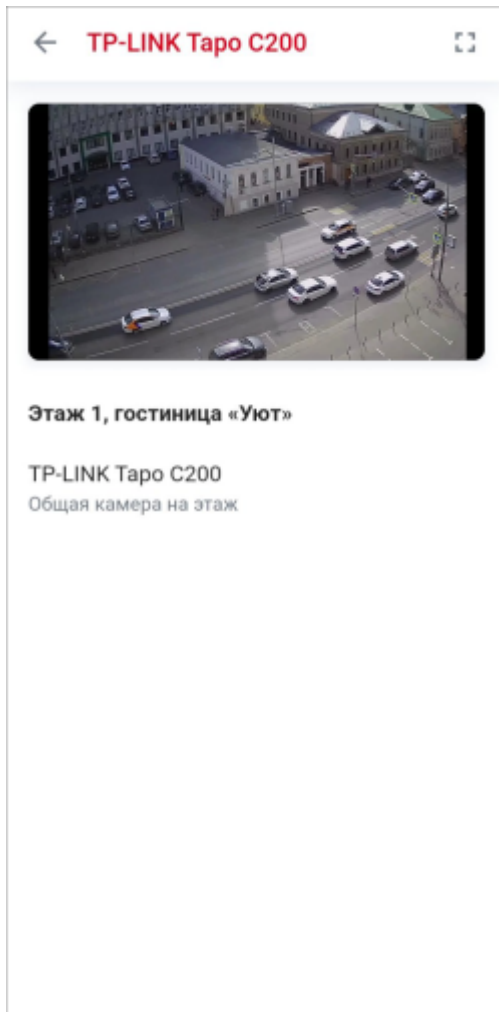 TP-LINK Tapo C200
Этаж 1, гостиница «Уют»
TP-LINK Tapo C200
Общая камера на этаж